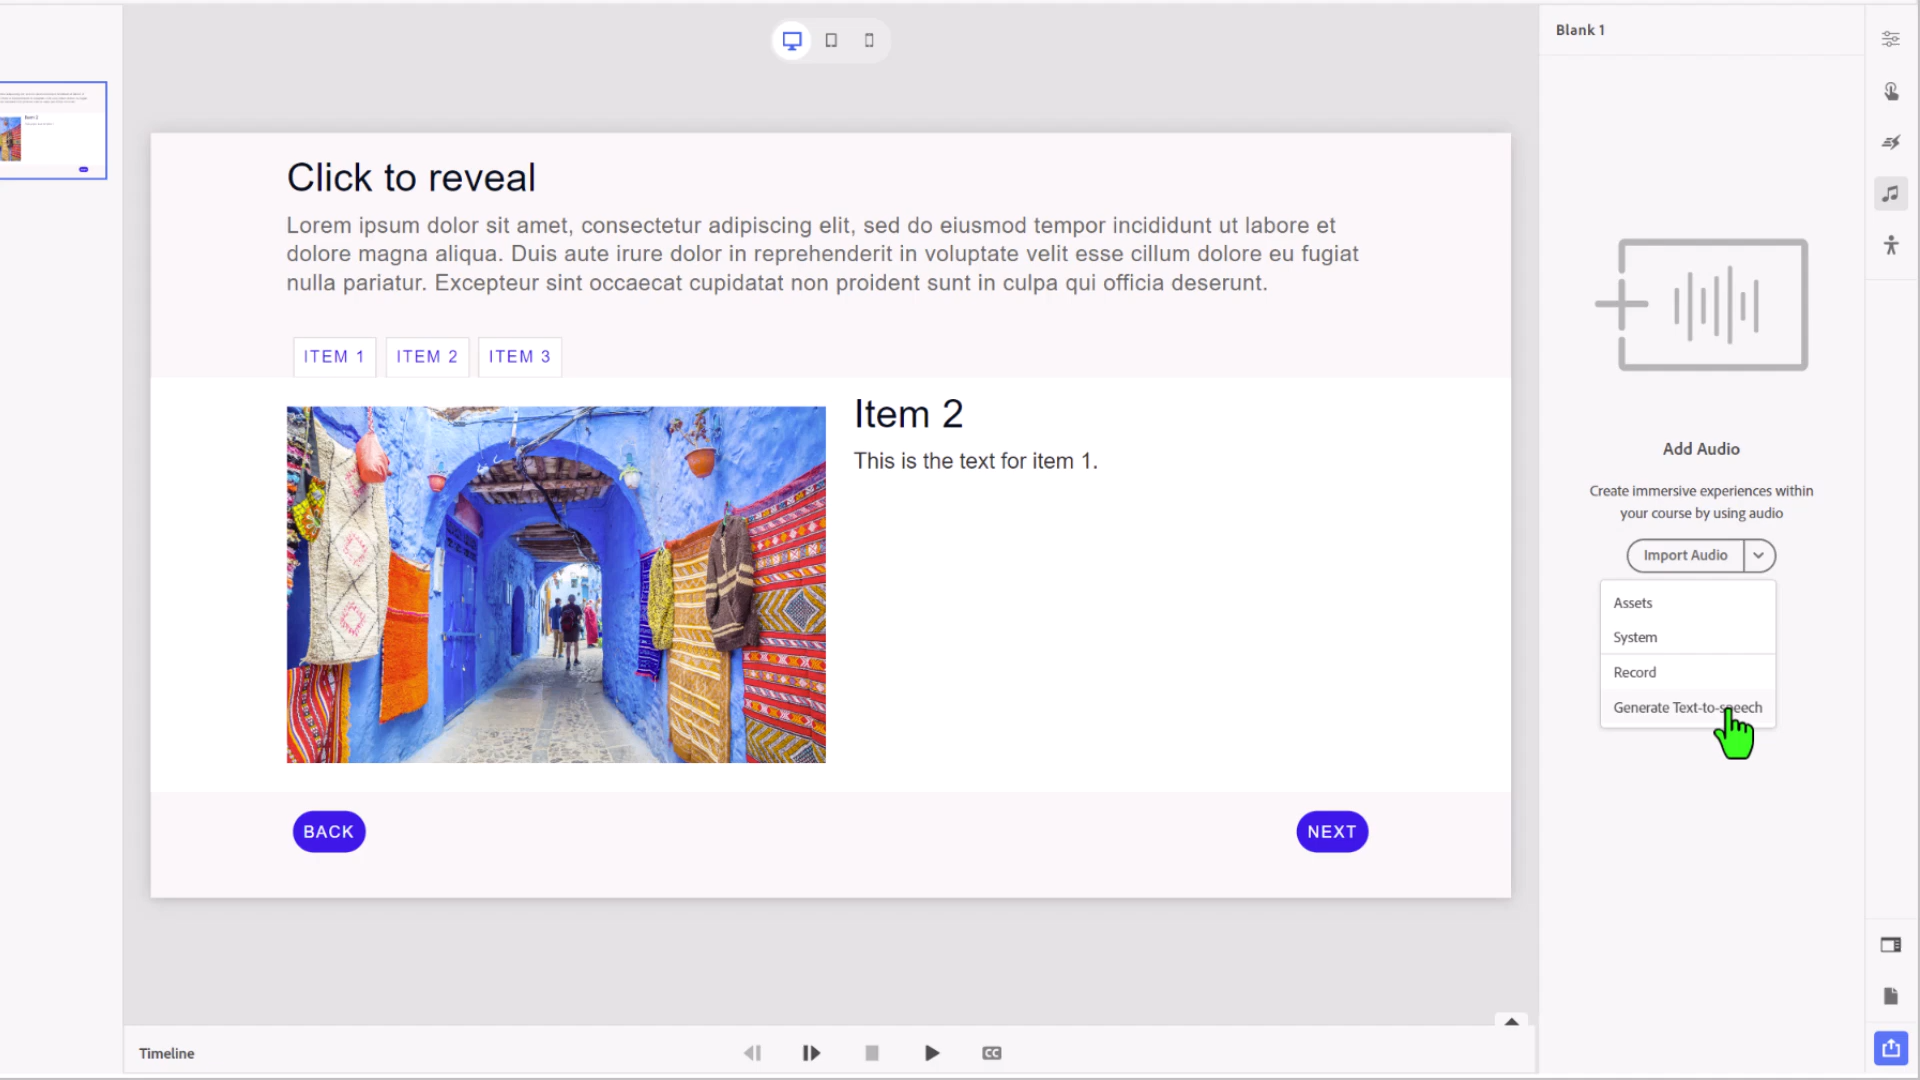 Blank 1
Item 2
Click to reveal
Lorem ipsum dolor sit amet, consectetur adipiscing elit, sed do eiusmod tempor incididunt ut labore et
dolore magna aliqua. Duis aute irure dolor in reprehenderit in voluptate velit esse cillum dolore eu fugiat
nulla pariatur. Excepteur sint occaecat cupidatat non proident sunt in culpa qui officia deserunt.
ITEM 1
ITEM 2
ITEM 3
Item 2
This is the text for item 1.
BACK
NEXT
Add Audio
Create immersive experiences within
your course by using audio
Import Audio
Assets
System
Record
Generate Text-to-speech
Timeline
CC